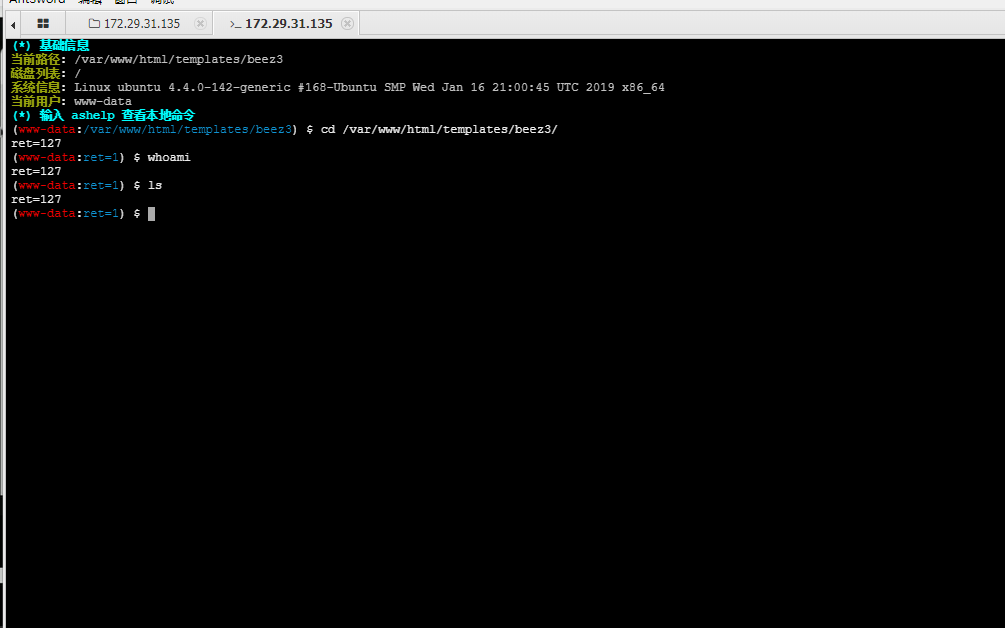 AntSword 编辑 窗口 调试
172.29.31.135 >_ 172.29.31.135
(*) 基础信息
当前路径: /var/www/html/templates/beez3
磁盘列表: /
系统信息: Linux ubuntu 4.4.0-142-generic #168-Ubuntu SMP Wed Jan 16 21:00:45 UTC 2019 x86_64
当前用户: www-data
(*) 输入 ashelp 查看本地命令
(www-data:/var/www/html/templates/beez3) $ cd /var/www/html/templates/beez3/
ret=127
(www-data:ret=1) $ whoami
ret=127
(www-data:ret=1) $ ls
ret=127
(www-data:ret=1) $